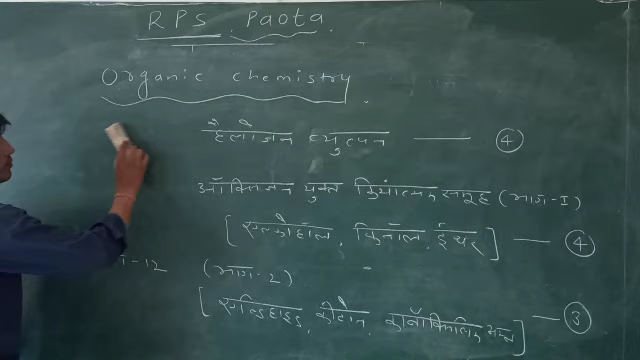 RPS Paota
Organic chemistry
हैलोजन व्युत्पन्न — ④
ऑक्सिजन युक्त क्रियात्मक समूह (भाग-I)
[एल्कोहॉल, फिनॉल, ईथर] — ④
-12 (भाग-2)
[एल्डिहाइड, कीटोन, कार्बोक्सिलिक अम्ल] — ③